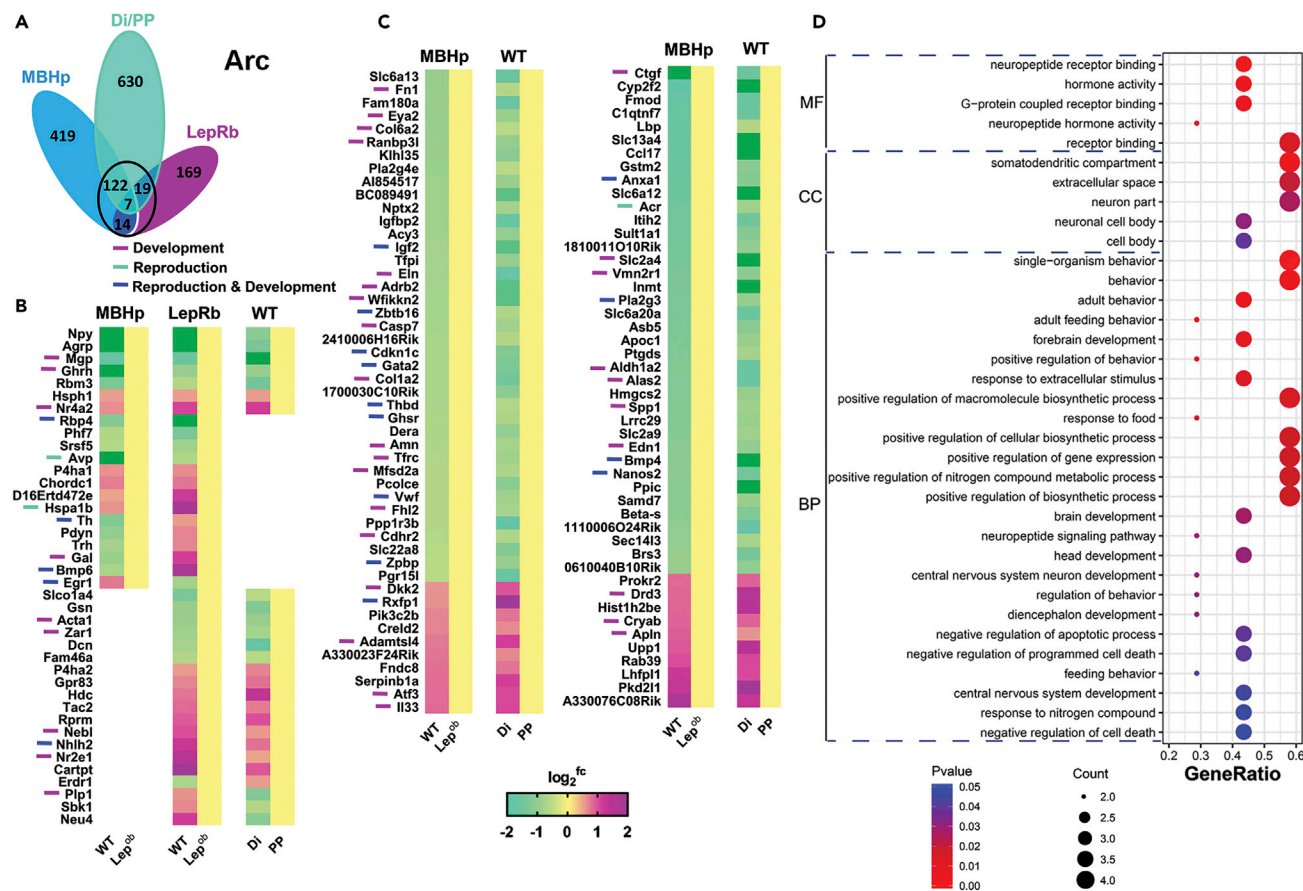 A
Di/PP
Arc
MBHp
630
419
LepRb
169
122
19
7
14
Development
Reproduction
Reproduction & Development
B
MBHp
LepRb
WT
Npy
Agrp
Mgp
Ghrh
Rbm3
Hsph1
Nr4a2
Rbp4
Phf7
Srsf5
Avp
P4ha1
Chordc1
D16Ertd472e
Hspa1b
Th
Pdyn
Trh
Gal
Bmp6
Egr1
Slco1a4
Gsn
Acta1
Zar1
Dcn
Fam46a
P4ha2
Gpr83
Hdc
Tac2
Rprm
Nebl
Nhlh2
Nr2e1
Cartpt
Erdr1
Plp1
Sbk1
Neu4
WT
Lep^ob
WT
Lep^ob
Di
PP
C
MBHp
WT
Slc6a13
Fn1
Fam180a
Eya2
Col6a2
Ranbp3l
Klhl35
Pla2g4e
AI854517
BC089491
Nptx2
Igfbp2
Acy3
Igf2
Tfpi
Eln
Adrb2
Wfikkn2
Zbtb16
Casp7
2410006H16Rik
Cdkn1c
Gata2
Col1a2
1700030C10Rik
Thbd
Ghsr
Dera
Amn
Tfrc
Mfsd2a
Pcolce
Vwf
Fhl2
Ppp1r3b
Cdhr2
Slc22a8
Zpbp
Pgr15l
Dkk2
Rxfp1
Pik3c2b
Creld2
Adamtsl4
A330023F24Rik
Fndc8
Serpinb1a
Atf3
Il33
WT
Lep^ob
Di
PP
MBHp
WT
Ctgf
Cyp2f2
Fmod
C1qtnf7
Lbp
Slc13a4
Ccl17
Gstm2
Anxa1
Slc6a12
Acr
Itih2
Sult1a1
1810011O10Rik
Slc2a4
Vmn2r1
Inmt
Pla2g3
Slc6a20a
Asb5
Apoc1
Ptgds
Aldh1a2
Alas2
Hmgcs2
Spp1
Lrrc29
Slc2a9
Edn1
Bmp4
Nanos2
Ppic
Samd7
Beta-s
1110006O24Rik
Sec14l3
Brs3
0610040B10Rik
Prokr2
Drd3
Hist1h2be
Cryab
Apln
Upp1
Rab39
Lhfpl1
Pkd2l1
A330076C08Rik
WT
Lep^ob
Di
PP
log2^fc
-2 -1 0 1 2
D
MF
neuropeptide receptor binding
hormone activity
G-protein coupled receptor binding
neuropeptide hormone activity
receptor binding
CC
somatodendritic compartment
extracellular space
neuron part
neuronal cell body
cell body
BP
single-organism behavior
behavior
adult behavior
adult feeding behavior
forebrain development
positive regulation of behavior
response to extracellular stimulus
positive regulation of macromolecule biosynthetic process
response to food
positive regulation of cellular biosynthetic process
positive regulation of gene expression
positive regulation of nitrogen compound metabolic process
positive regulation of biosynthetic process
brain development
neuropeptide signaling pathway
head development
central nervous system neuron development
regulation of behavior
diencephalon development
negative regulation of apoptotic process
negative regulation of programmed cell death
feeding behavior
central nervous system development
response to nitrogen compound
negative regulation of cell death
0.2 0.3 0.4 0.5 0.6
GeneRatio
Pvalue
0.05
0.04
0.03
0.02
0.01
0.00
Count
2.0
2.5
3.0
3.5
4.0